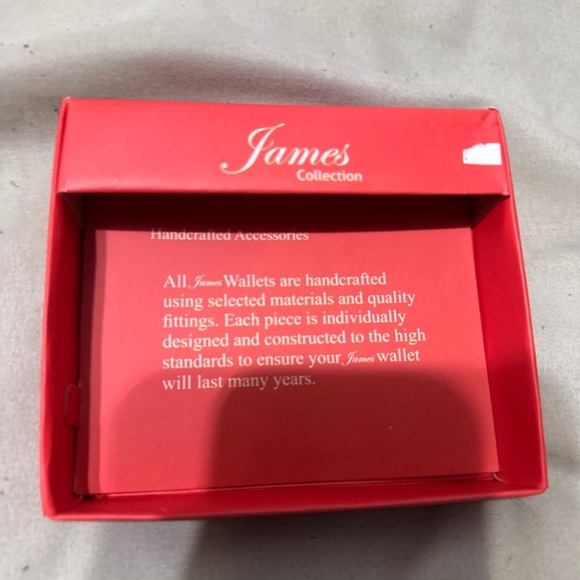 James
Collection
Handcrafted Accessories
All James Wallets are handcrafted
using selected materials and quality
fittings. Each piece is individually
designed and constructed to the high
standards to ensure your James wallet
will last many years.